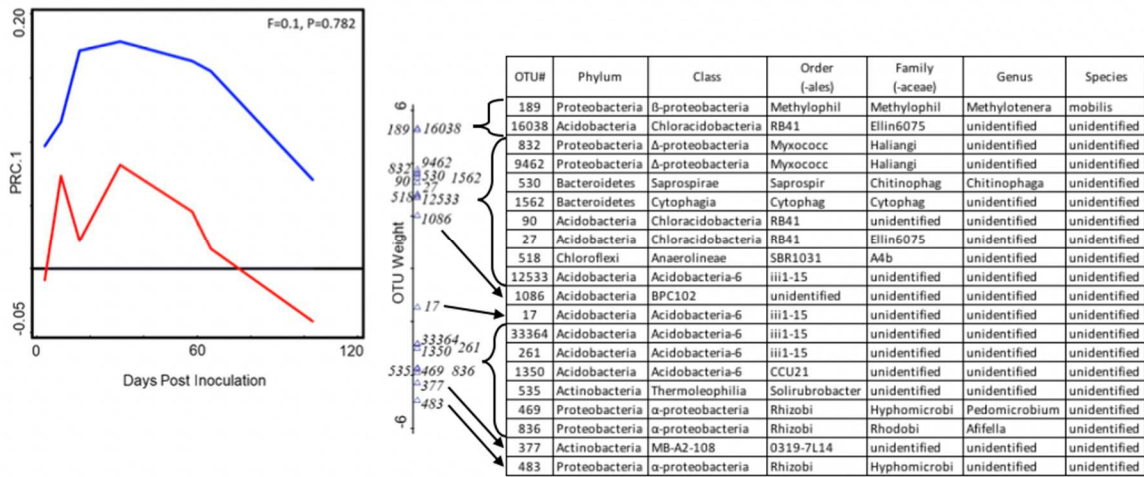 0.20
F=0.1, P=0.782
PRC.1
-0.05
0 60 120
Days Post Inoculation
6
OTU Weight
-6
189 16038
832 9462
530 1562
90 27
518 12533
1086
17
33364
1350 261
535 469 836
377
483
OTU# Phylum Class Order (-ales) Family (-aceae) Genus Species
189 Proteobacteria ß-proteobacteria Methylophil Methylophil Methylotenera mobilis
16038 Acidobacteria Chloracidobacteria RB41 Ellin6075 unidentified unidentified
832 Proteobacteria Δ-proteobacteria Myxococc Haliangi unidentified unidentified
9462 Proteobacteria Δ-proteobacteria Myxococc Haliangi unidentified unidentified
530 Bacteroidetes Saprospirae Saprospir Chitinophag Chitinophaga unidentified
1562 Bacteroidetes Cytophagia Cytophag Cytophag unidentified unidentified
90 Acidobacteria Chloracidobacteria RB41 unidentified unidentified unidentified
27 Acidobacteria Chloracidobacteria RB41 Ellin6075 unidentified unidentified
518 Chloroflexi Anaerolineae SBR1031 A4b unidentified unidentified
12533 Acidobacteria Acidobacteria-6 iii1-15 unidentified unidentified unidentified
1086 Acidobacteria BPC102 unidentified unidentified unidentified unidentified
17 Acidobacteria Acidobacteria-6 iii1-15 unidentified unidentified unidentified
33364 Acidobacteria Acidobacteria-6 iii1-15 unidentified unidentified unidentified
261 Acidobacteria Acidobacteria-6 iii1-15 unidentified unidentified unidentified
1350 Acidobacteria Acidobacteria-6 CCU21 unidentified unidentified unidentified
535 Actinobacteria Thermoleophilia Solirubrobacter unidentified unidentified unidentified
469 Proteobacteria α-proteobacteria Rhizobi Hyphomicrobi Pedomicrobium unidentified
836 Proteobacteria α-proteobacteria Rhizobi Rhodobi Afifella unidentified
377 Actinobacteria MB-A2-108 0319-7L14 unidentified unidentified unidentified
483 Proteobacteria α-proteobacteria Rhizobi Hyphomicrobi unidentified unidentified